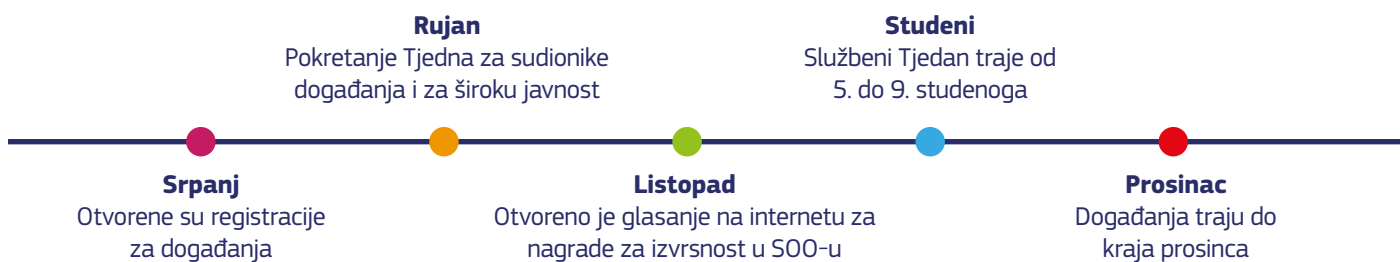 Rujan
Pokretanje Tjedna za sudionike
događanja i za široku javnost
Studeni
Službeni Tjedan traje od
5. do 9. studenoga
Srpanj
Otvorene su registracije
za događanja
Listopad
Otvoreno je glasanje na internetu za
nagrade za izvrsnost u SOO-u
Prosinac
Događanja traju do
kraja prosinca